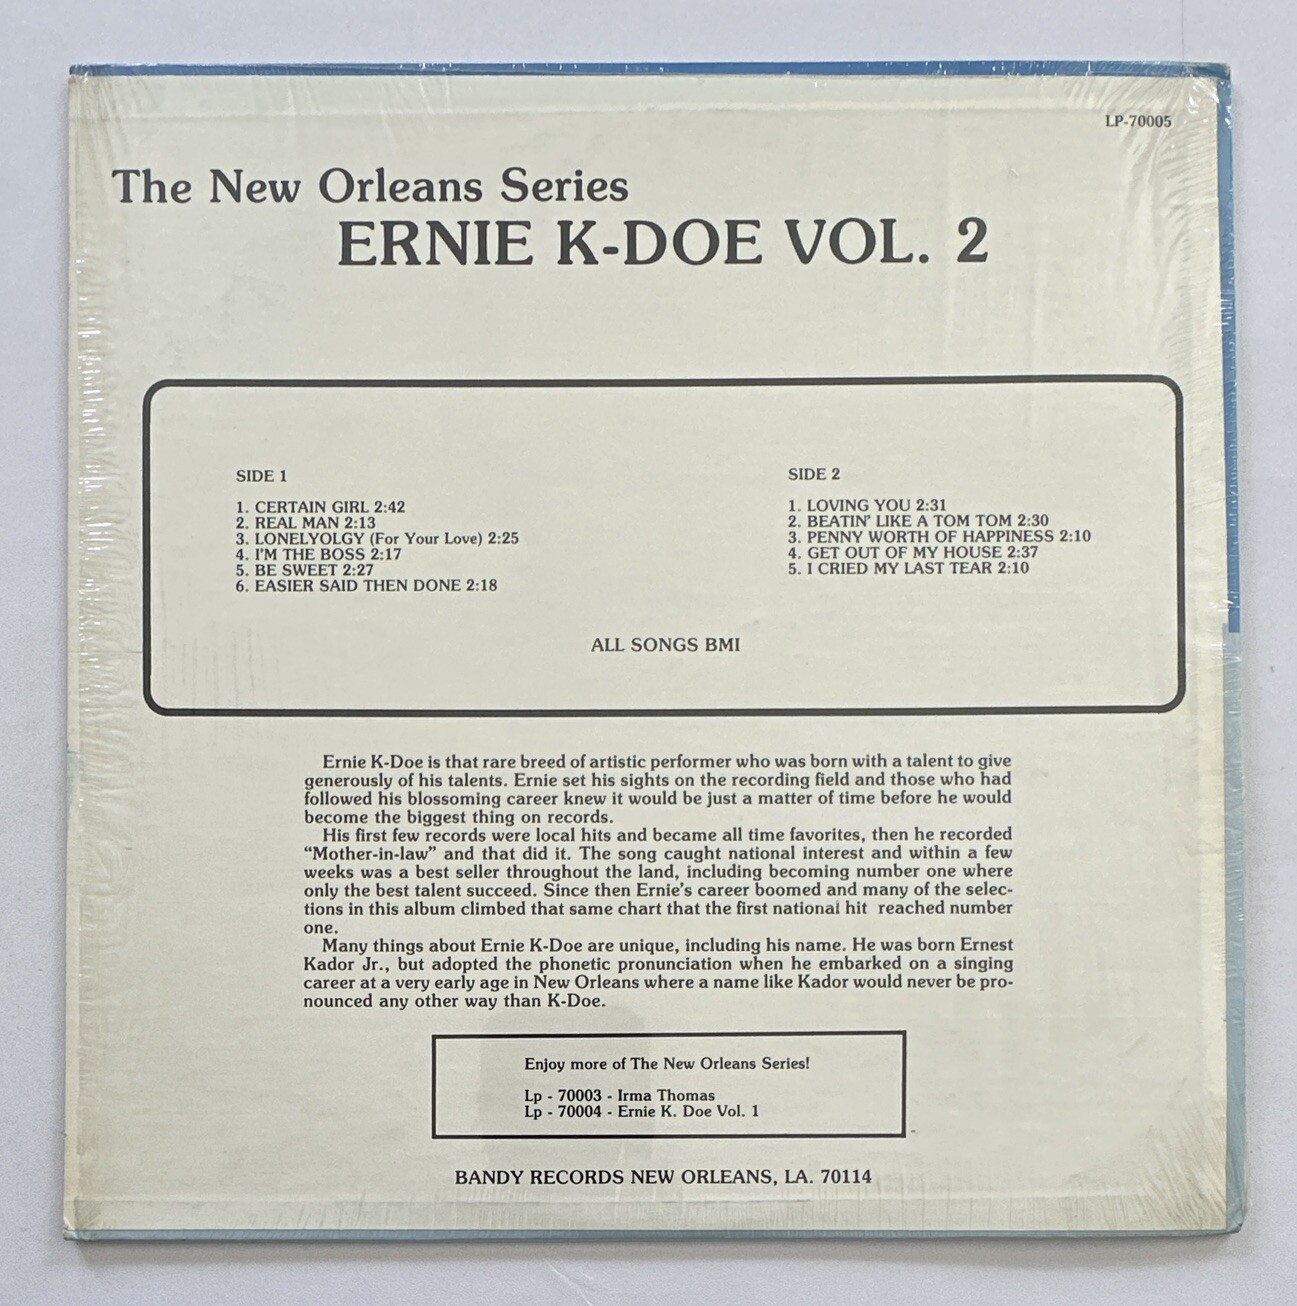 LP-70005
The New Orleans Series
ERNIE K-DOE VOL. 2
SIDE 1
1. CERTAIN GIRL 2:42
2. REAL MAN 2:13
3. LONELYOLGY (For Your Love) 2:25
4. I'M THE BOSS 2:17
5. BE SWEET 2:27
6. EASIER SAID THEN DONE 2:18
SIDE 2
1. LOVING YOU 2:31
2. BEATIN' LIKE A TOM TOM 2:30
3. PENNY WORTH OF HAPPINESS 2:10
4. GET OUT OF MY HOUSE 2:37
5. I CRIED MY LAST TEAR 2:10
ALL SONGS BMI
Ernie K-Doe is that rare breed of artistic performer who was born with a talent to give
generously of his talents. Ernie set his sights on the recording field and those who had
followed his blossoming career knew it would be just a matter of time before he would
become the biggest thing on records.
His first few records were local hits and became all time favorites, then he recorded
“Mother-in-law” and that did it. The song caught national interest and within a few
weeks was a best seller throughout the land, including becoming number one where
only the best talent succeed. Since then Ernie's career boomed and many of the selec-
tions in this album climbed that same chart that the first national hit reached number
one.
Many things about Ernie K-Doe are unique, including his name. He was born Ernest
Kador Jr., but adopted the phonetic pronunciation when he embarked on a singing
career at a very early age in New Orleans where a name like Kador would never be pro-
nounced any other way than K-Doe.
Enjoy more of The New Orleans Series!
Lp - 70003 - Irma Thomas
Lp - 70004 - Ernie K. Doe Vol. 1
BANDY RECORDS NEW ORLEANS, LA. 70114